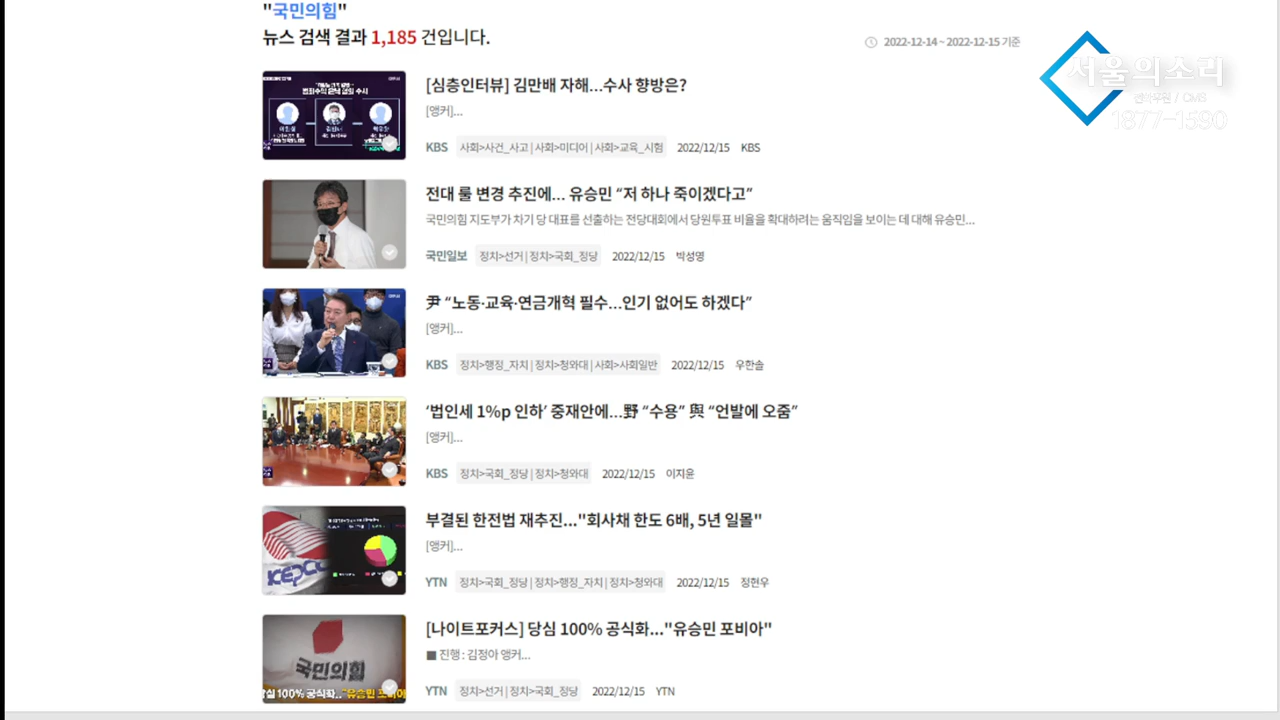 "국민의힘"
뉴스 검색 결과 1,185 건입니다.
2022-12-14 ~ 2022-12-15 기준
서울의소리
1877-1580
[심층인터뷰] 김만배 자해...수사 향방은?
[앵커]...
KBS 사회>사건_사고 | 사회>미디어 | 사회>교육_시험 2022/12/15 KBS
전대 룰 변경 추진에... 유승민 “저 하나 죽이겠다고”
국민의힘 지도부가 차기 당 대표를 선출하는 전당대회에서 당원투표 비율을 확대하려는 움직임을 보이는 데 대해 유승민...
국민일보 정치>선거 | 정치>국회_정당 2022/12/15 박성영
尹 “노동·교육·연금개혁 필수...인기 없어도 하겠다”
[앵커]...
KBS 정치>행정_자치 | 정치>청와대 | 사회>사회일반 2022/12/15 우한솔
‘법인세 1%p 인하’ 중재안에...野 “수용” 與 “언발에 오줌”
[앵커]...
KBS 정치>국회_정당 | 정치>청와대 2022/12/15 이지윤
KEPCO
부결된 한전법 재추진..."회사채 한도 6배, 5년 일몰"
[앵커]...
YTN 정치>국회_정당 | 정치>행정_자치 | 정치>청와대 2022/12/15 정현우
국민의힘
[나이트포커스] 당심 100% 공식화..."유승민 포비아"
■ 진행 : 김정아 앵커...
YTN 정치>선거 | 정치>국회_정당 2022/12/15 YTN